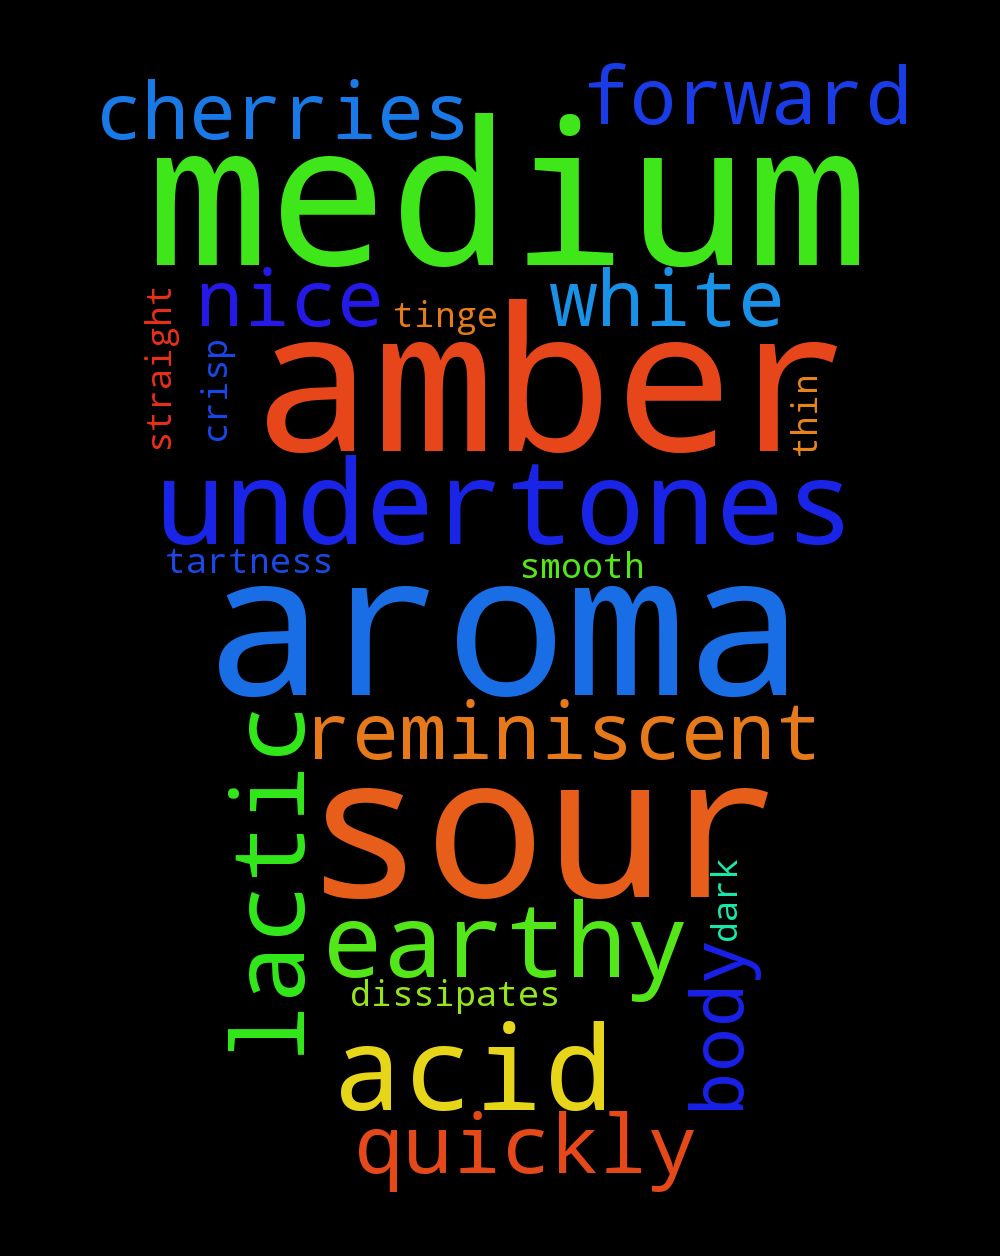 cherries
forward
medium
nice
tinge
white
straight
crisp
amber
thin
undertones
tartness
smooth
aroma
reminiscent
lactic
sour
dark
earthy
body
dissipates
acid
quickly